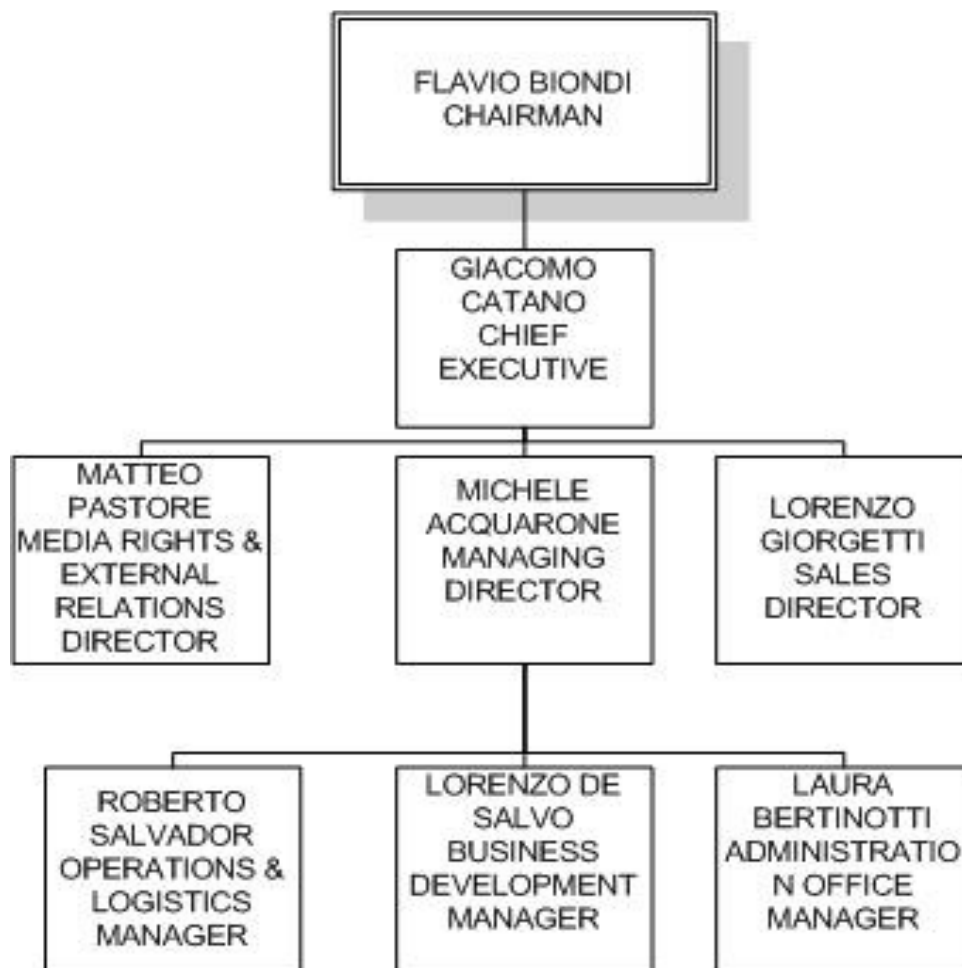 FLAVIO BIONDI
CHAIRMAN
GIACOMO
CATANO
CHIEF
EXECUTIVE
MATTEO
PASTORE
MEDIA RIGHTS &
EXTERNAL
RELATIONS
DIRECTOR
MICHELE
ACQUARONE
MANAGING
DIRECTOR
LORENZO
GIORGETTI
SALES
DIRECTOR
ROBERTO
SALVADOR
OPERATIONS &
LOGISTICS
MANAGER
LORENZO DE
SALVO
BUSINESS
DEVELOPMENT
MANAGER
LAURA
BERTINOTTI
ADMINISTRATIO
N OFFICE
MANAGER